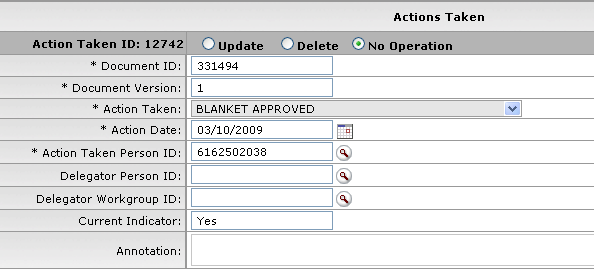 Actions Taken
Action Taken ID: 12742 Update Delete No Operation
* Document ID: 331494
* Document Version: 1
* Action Taken: BLANKET APPROVED
* Action Date: 03/10/2009
* Action Taken Person ID: 6162502038
Delegator Person ID:
Delegator Workgroup ID:
Current Indicator: Yes
Annotation: